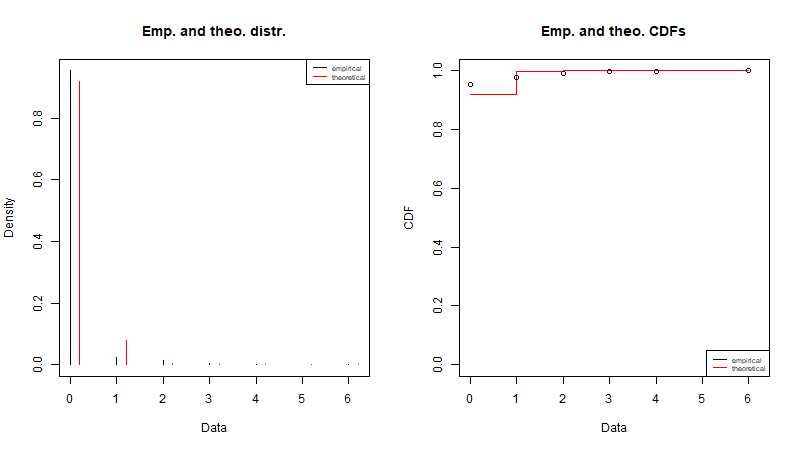 Emp. and theo. distr.
empirical
theoretical
Density
0.0 0.2 0.4 0.6 0.8
0 1 2 3 4 5 6
Data
Emp. and theo. CDFs
CDF
0.0 0.2 0.4 0.6 0.8 1.0
empirical
theoretical
0 1 2 3 4 5 6
Data